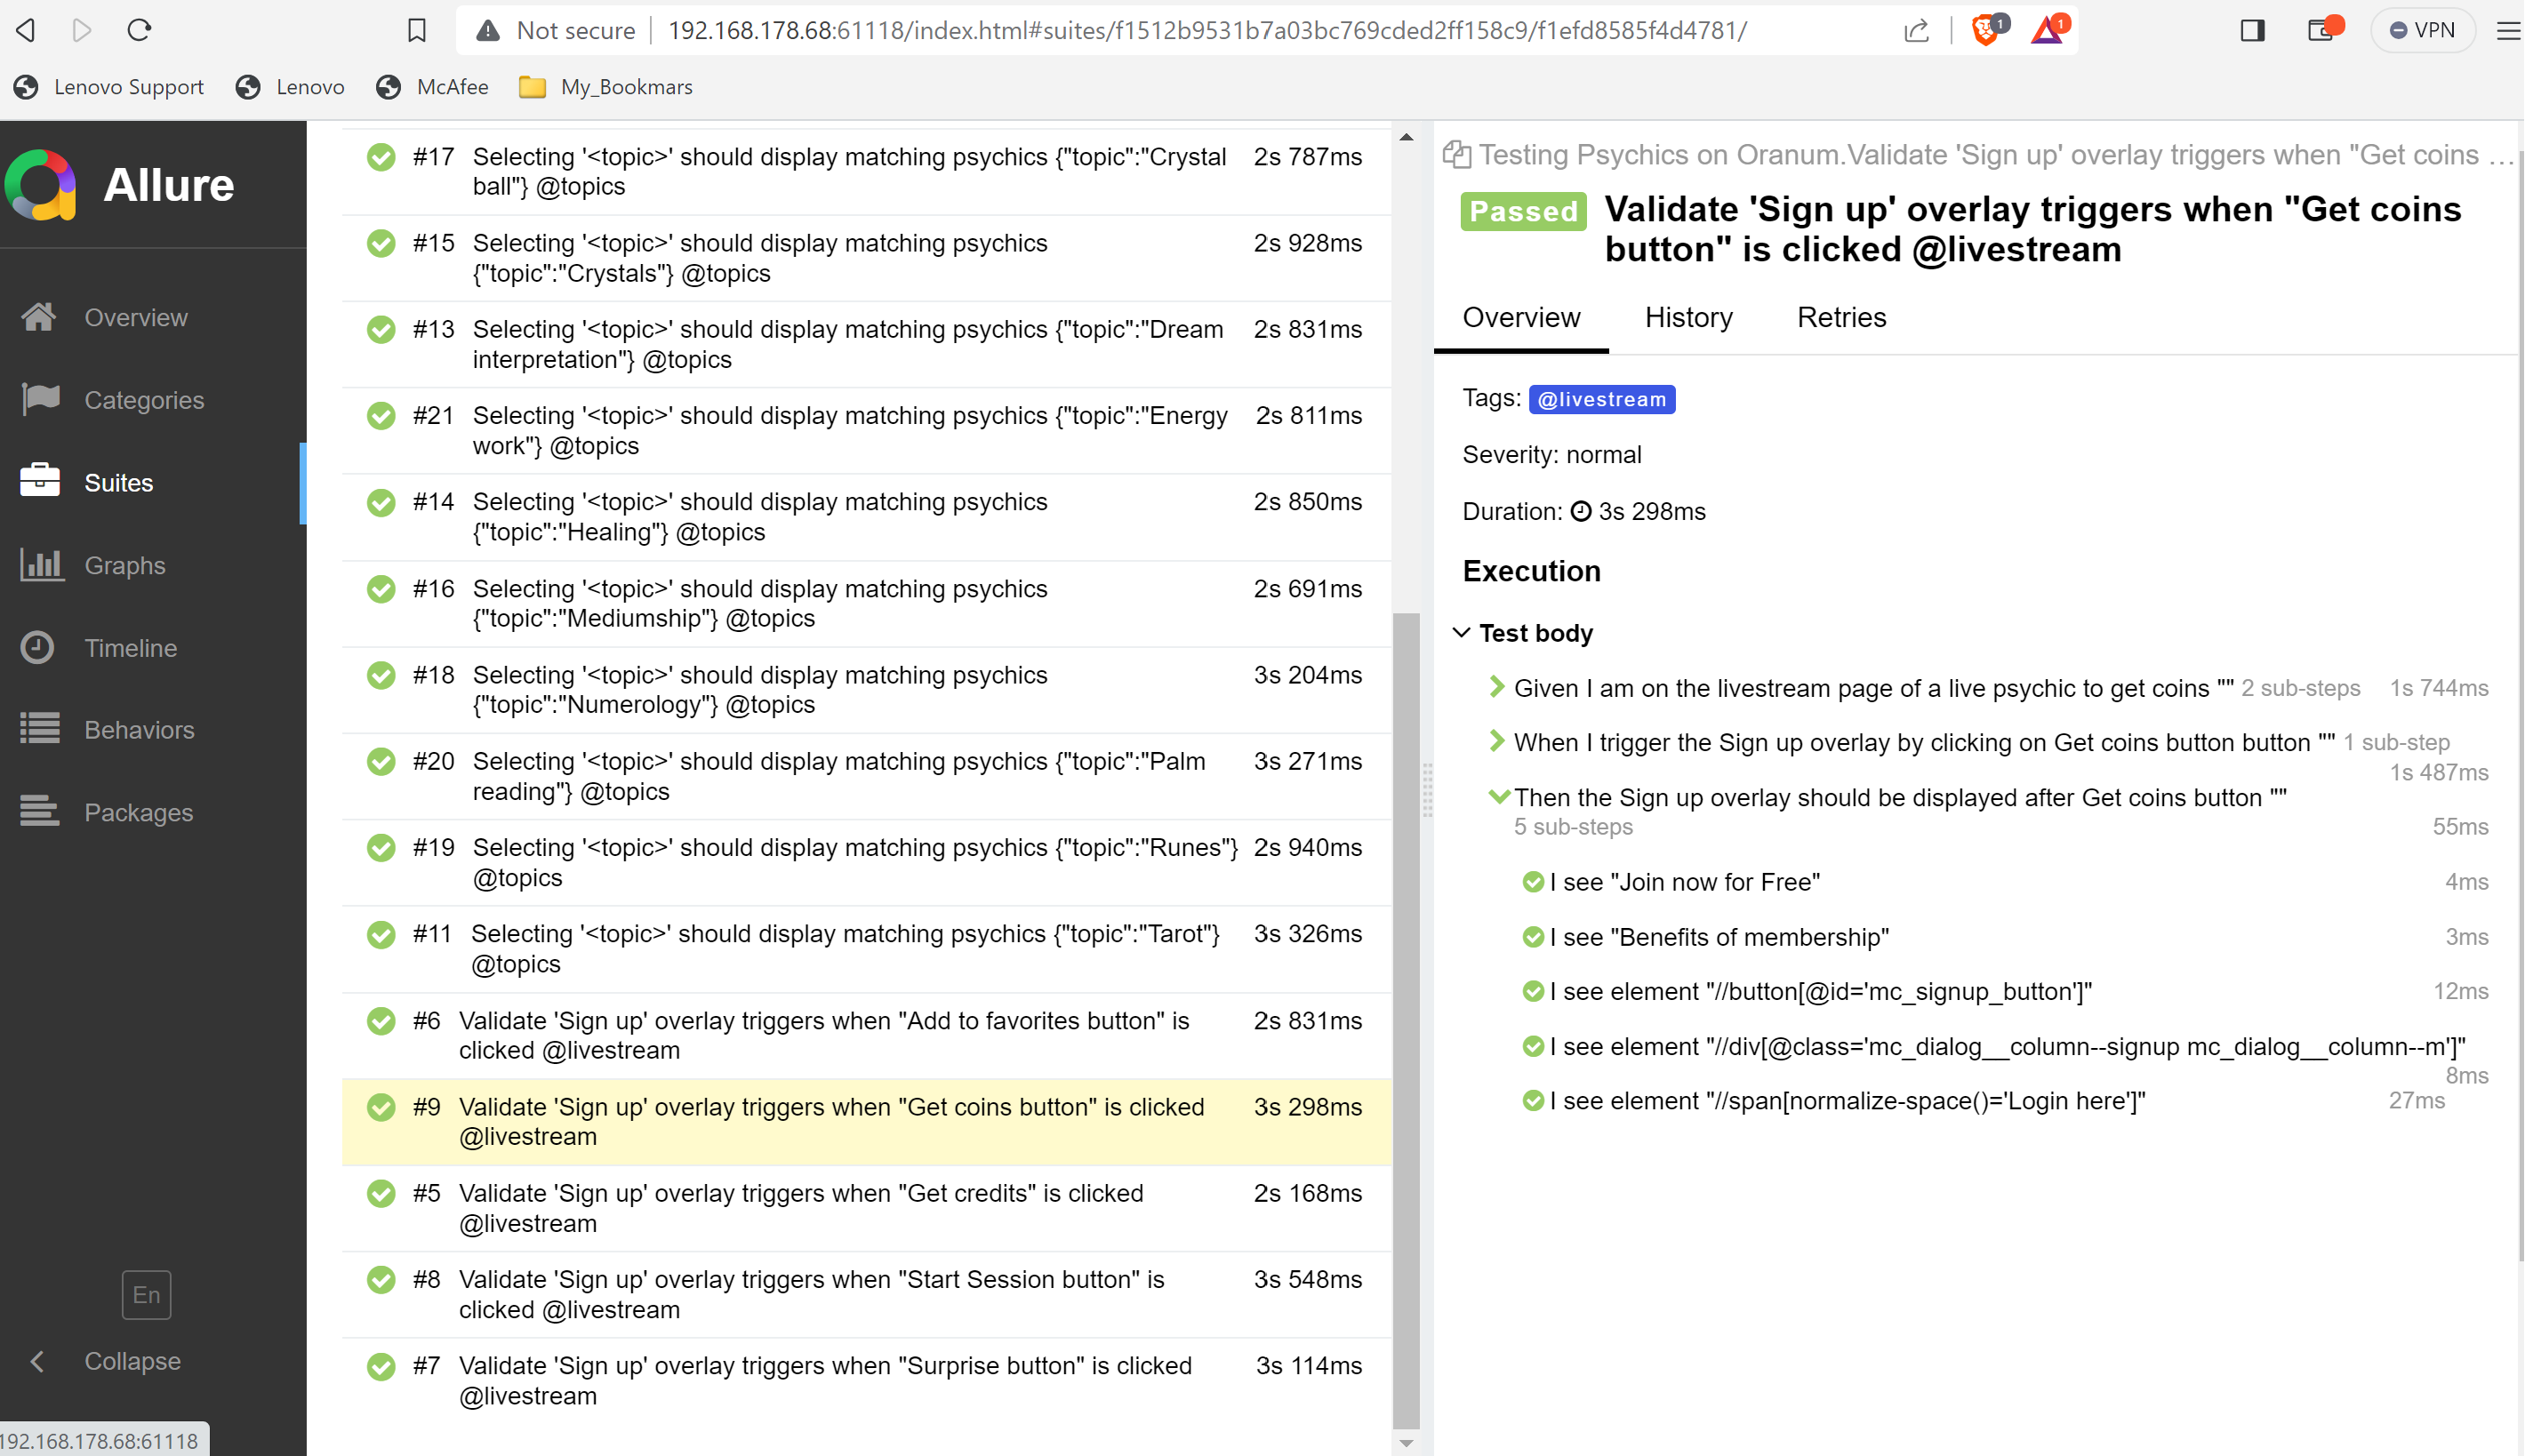 Not secure
192.168.178.68:61118/index.html#suites/f1512b9531b7a03bc769cded2ff158c9/f1efd8585f4d4781/
1
1
VPN
Lenovo Support
Lenovo
McAfee
My_Bookmars
Allure
Overview
Categories
Suites
Graphs
Timeline
Behaviors
Packages
En
Collapse
192.168.178.68:61118
#17 Selecting '<topic>' should display matching psychics {"topic":"Crystal 2s 787ms
ball"} @topics
#15 Selecting '<topic>' should display matching psychics 2s 928ms
{"topic":"Crystals"} @topics
#13 Selecting '<topic>' should display matching psychics {"topic":"Dream 2s 831ms
interpretation"} @topics
#21 Selecting '<topic>' should display matching psychics {"topic":"Energy 2s 811ms
work"} @topics
#14 Selecting '<topic>' should display matching psychics 2s 850ms
{"topic":"Healing"} @topics
#16 Selecting '<topic>' should display matching psychics 2s 691ms
{"topic":"Mediumship"} @topics
#18 Selecting '<topic>' should display matching psychics 3s 204ms
{"topic":"Numerology"} @topics
#20 Selecting '<topic>' should display matching psychics {"topic":"Palm 3s 271ms
reading"} @topics
#19 Selecting '<topic>' should display matching psychics {"topic":"Runes"} 2s 940ms
@topics
#11 Selecting '<topic>' should display matching psychics {"topic":"Tarot"} 3s 326ms
@topics
#6 Validate 'Sign up' overlay triggers when "Add to favorites button" is 2s 831ms
clicked @livestream
#9 Validate 'Sign up' overlay triggers when "Get coins button" is clicked 3s 298ms
@livestream
#5 Validate 'Sign up' overlay triggers when "Get credits" is clicked 2s 168ms
@livestream
#8 Validate 'Sign up' overlay triggers when "Start Session button" is 3s 548ms
clicked @livestream
#7 Validate 'Sign up' overlay triggers when "Surprise button" is clicked 3s 114ms
@livestream
Testing Psychics on Oranum.Validate 'Sign up' overlay triggers when "Get coins ...
Passed Validate 'Sign up' overlay triggers when "Get coins
button" is clicked @livestream
Overview History Retries
Tags: @livestream
Severity: normal
Duration: 3s 298ms
Execution
Test body
Given I am on the livestream page of a live psychic to get coins "" 2 sub-steps 1s 744ms
When I trigger the Sign up overlay by clicking on Get coins button button "" 1 sub-step
1s 487ms
Then the Sign up overlay should be displayed after Get coins button ""
5 sub-steps 55ms
I see "Join now for Free" 4ms
I see "Benefits of membership" 3ms
I see element "//button[@id='mc_signup_button']" 12ms
I see element "//div[@class='mc_dialog__column--signup mc_dialog__column--m']"
8ms
I see element "//span[normalize-space()='Login here']" 27ms